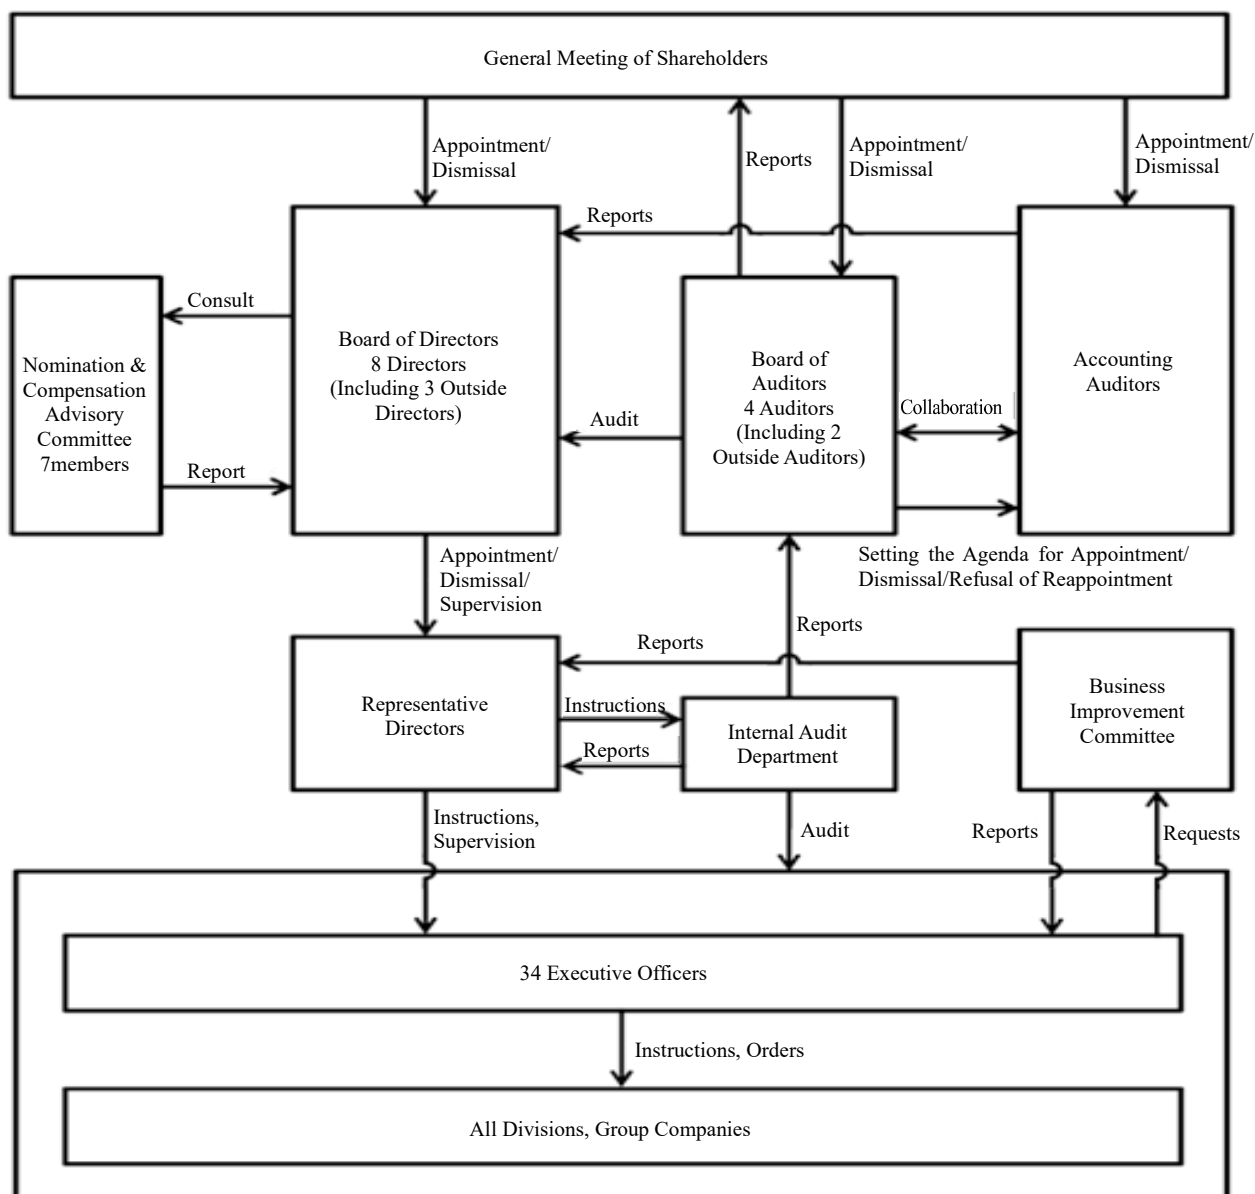 General Meeting of Shareholders
Appointment/
Dismissal
Reports
Appointment/
Dismissal
Appointment/
Dismissal
Reports
Consult
Nomination &
Compensation
Advisory
Committee
7members
Board of Directors
8 Directors
(Including 3 Outside
Directors)
Board of
Auditors
4 Auditors
(Including 2
Outside Auditors)
Accounting
Auditors
Audit
Collaboration
Report
Setting the Agenda for Appointment/
Dismissal/Refusal of Reappointment
Appointment/
Dismissal/
Supervision
Reports
Reports
Representative
Directors
Instructions
Reports
Internal Audit
Department
Business
Improvement
Committee
Instructions,
Supervision
Audit
Reports
Requests
34 Executive Officers
Instructions, Orders
All Divisions, Group Companies